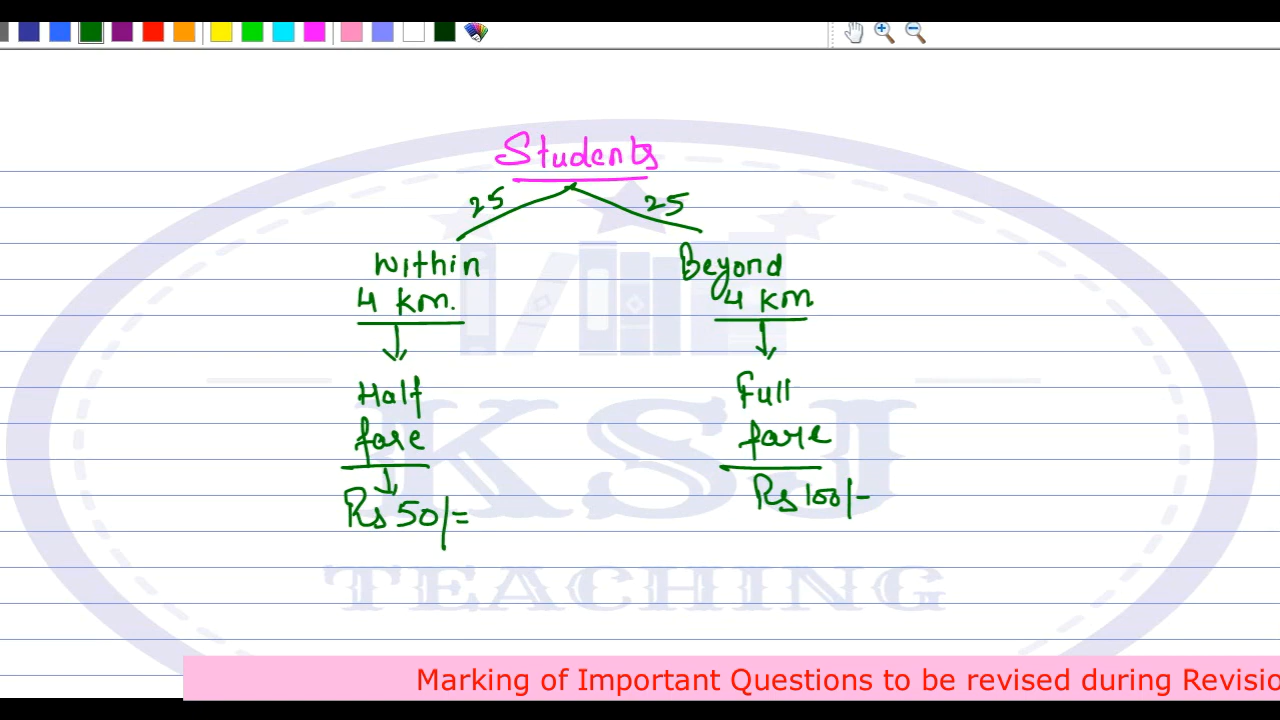 Students
25
25
Within
4 km.
Beyond
4 km
Half
fare
Rs 50/=
Full
fare
Rs 100/-
KSJ
TEACHING
Marking of Important Questions to be revised during Revisio